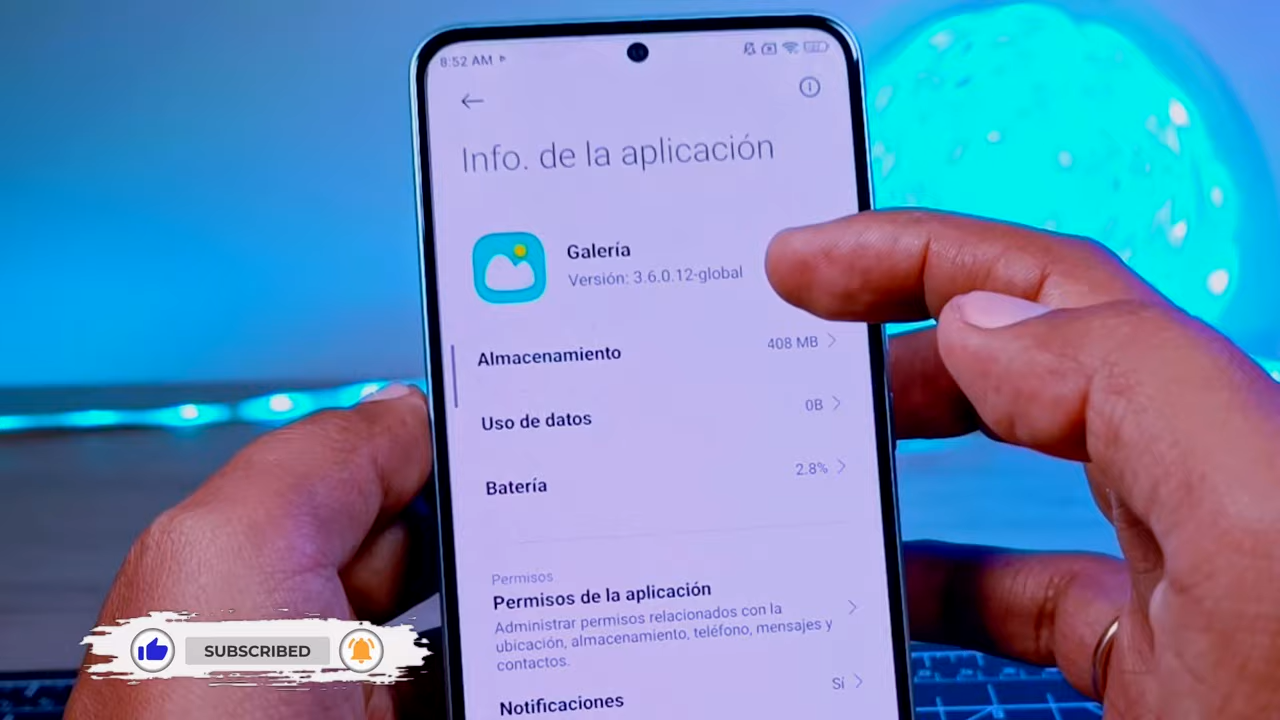 8:52 AM
Info. de la aplicación
Galería
Versión: 3.6.0.12-global
Almacenamiento
408 MB
Uso de datos
0B
Batería
2.8%
Permisos
Permisos de la aplicación
Administrar permisos relacionados con la
ubicación, almacenamiento, teléfono, mensajes y
contactos.
Notificaciones
Sí
SUBSCRIBED